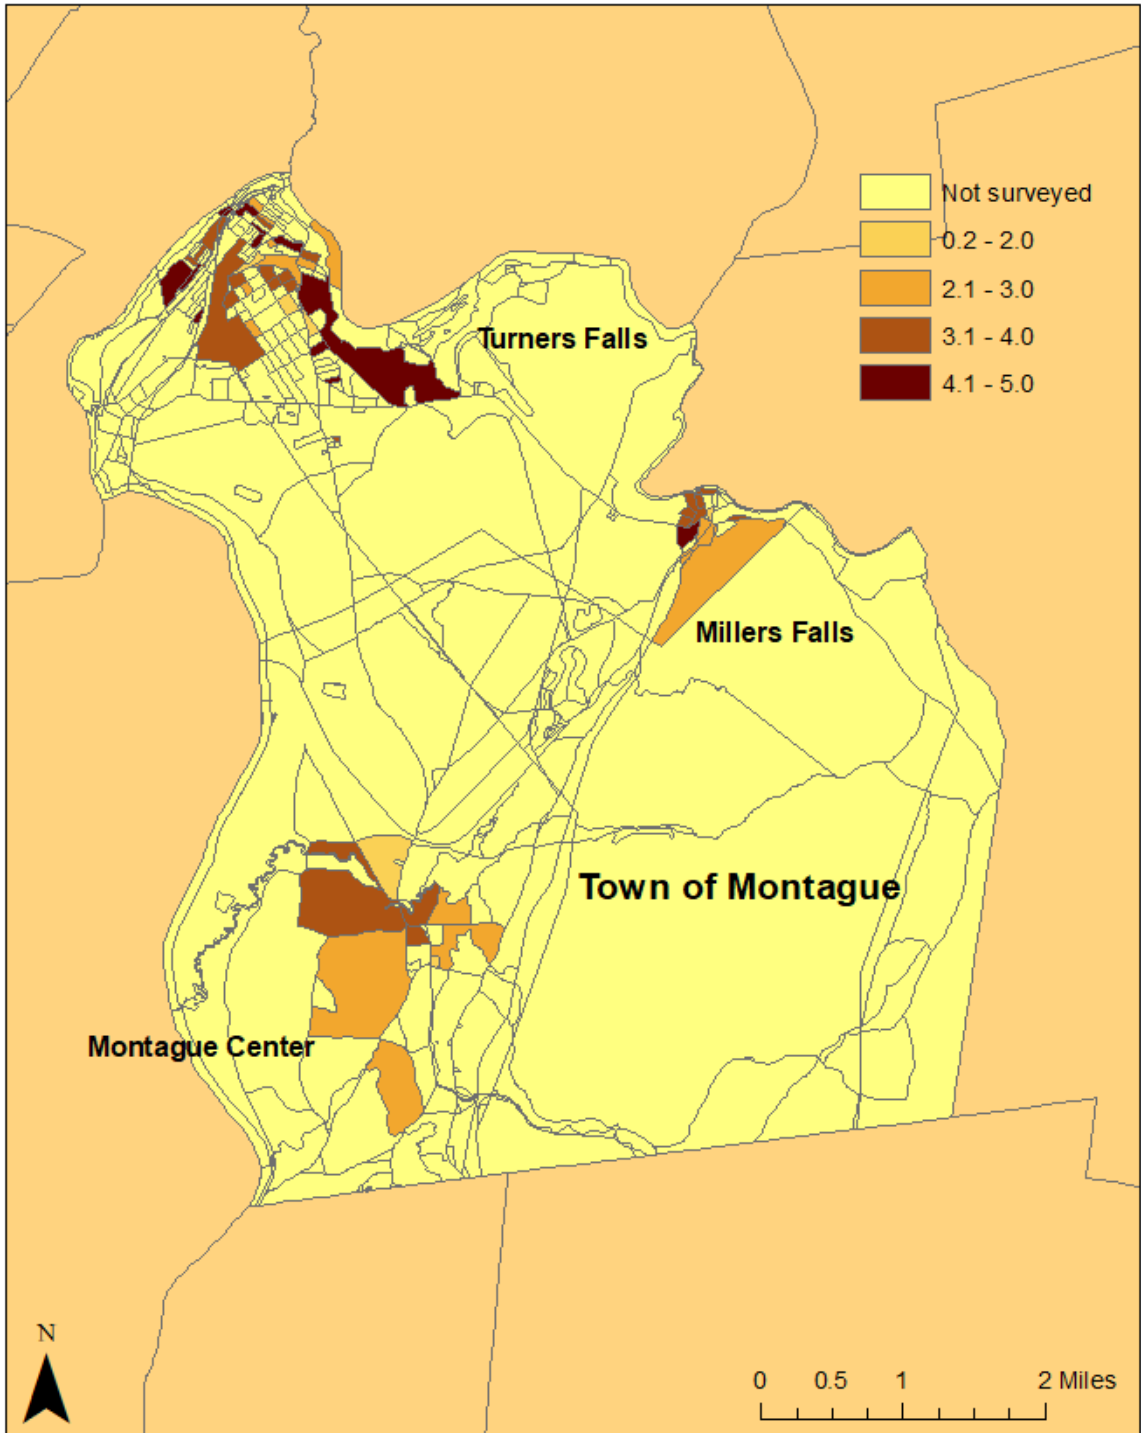 Not surveyed
0.2 - 2.0
2.1 - 3.0
3.1 - 4.0
4.1 - 5.0
Turners Falls
Millers Falls
Town of Montague
Montague Center
N
0 0.5 1 2 Miles